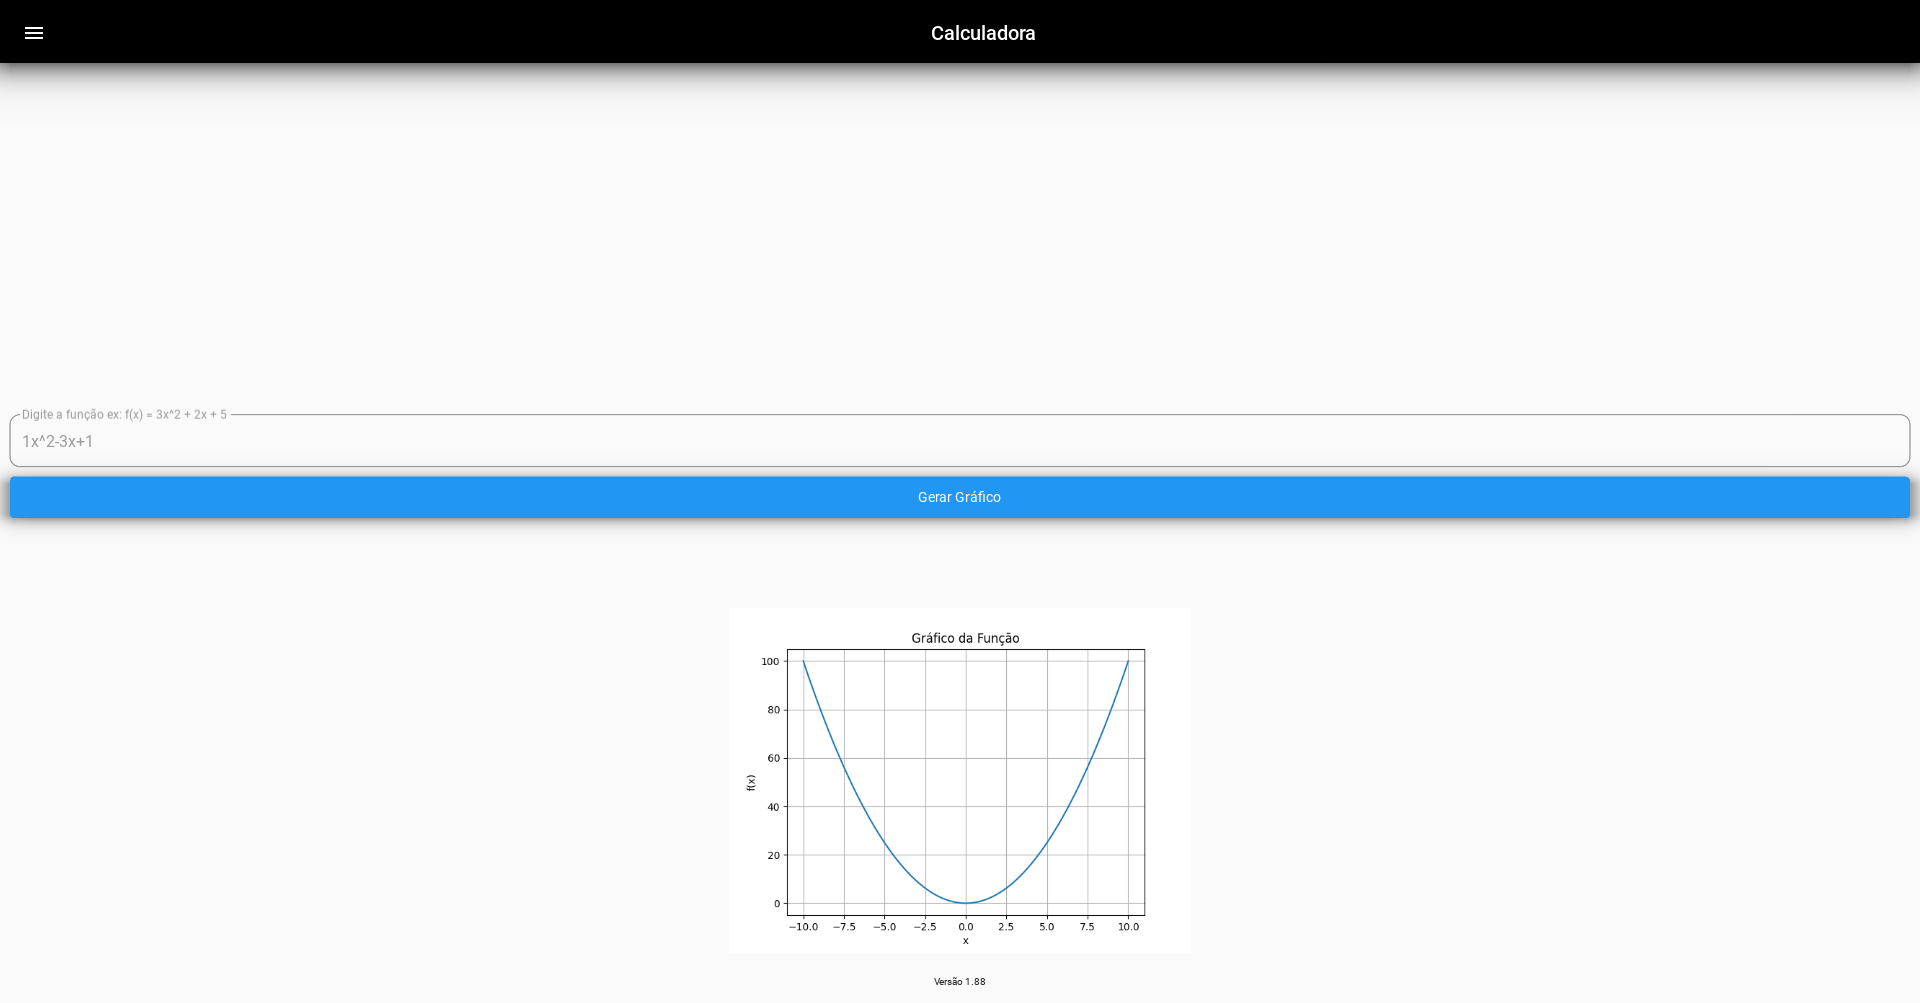 Calculadora
Digite a função ex: f(x) = 3x^2 + 2x + 5
1x^2-3x+1
Gerar Gráfico
Gráfico da Função
100
80
60
40
20
0
f(x)
−10.0 −7.5 −5.0 −2.5 0.0 2.5 5.0 7.5 10.0
x
Versão 1.88